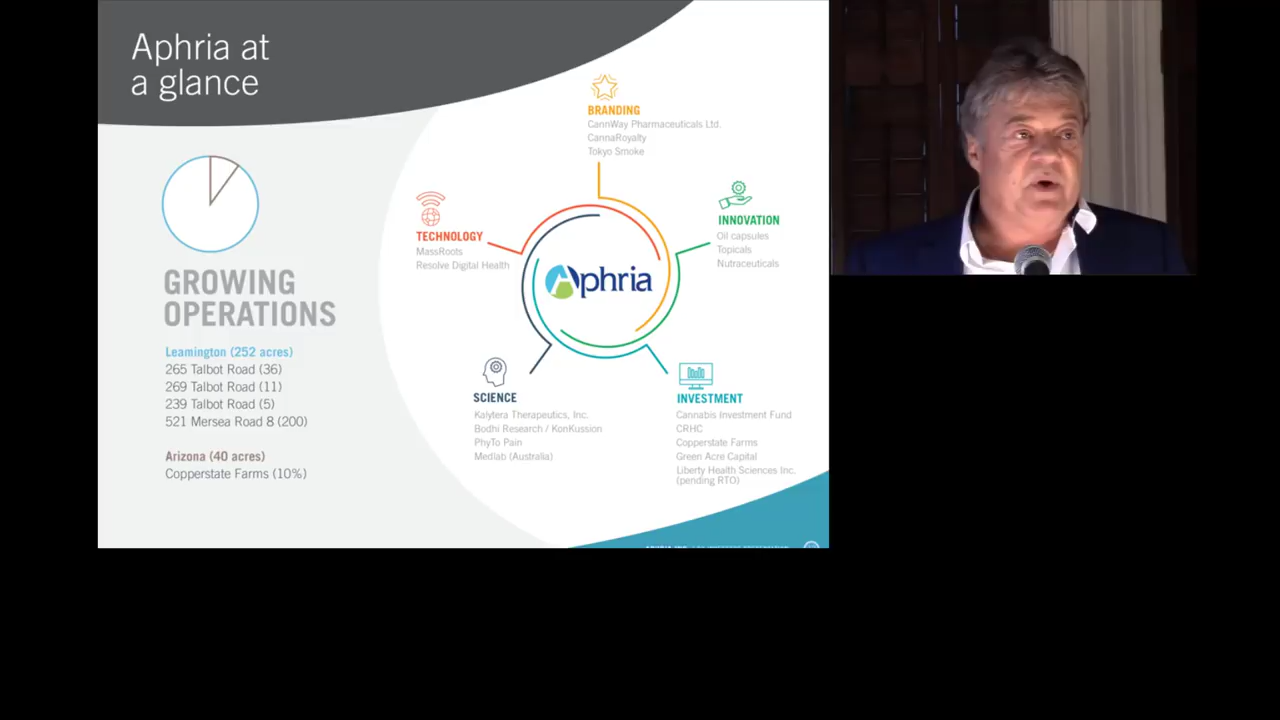 Aphria at
a glance
GROWING
OPERATIONS
Leamington (252 acres)
265 Talbot Road (36)
269 Talbot Road (11)
239 Talbot Road (5)
521 Mersea Road 8 (200)
Arizona (40 acres)
Copperstate Farms (10%)
BRANDING
CannWay Pharmaceuticals Ltd.
CannaRoyalty
Tokyo Smoke
TECHNOLOGY
MassRoots
Resolve Digital Health
INNOVATION
Oil capsules
Topicals
Nutraceuticals
Aphria
SCIENCE
Kalytera Therapeutics, Inc.
Bodhi Research / KonKussion
PhyTo Pain
Medlab (Australia)
INVESTMENT
Cannabis Investment Fund
CRHC
Copperstate Farms
Green Acre Capital
Liberty Health Sciences Inc.
(pending RTO)